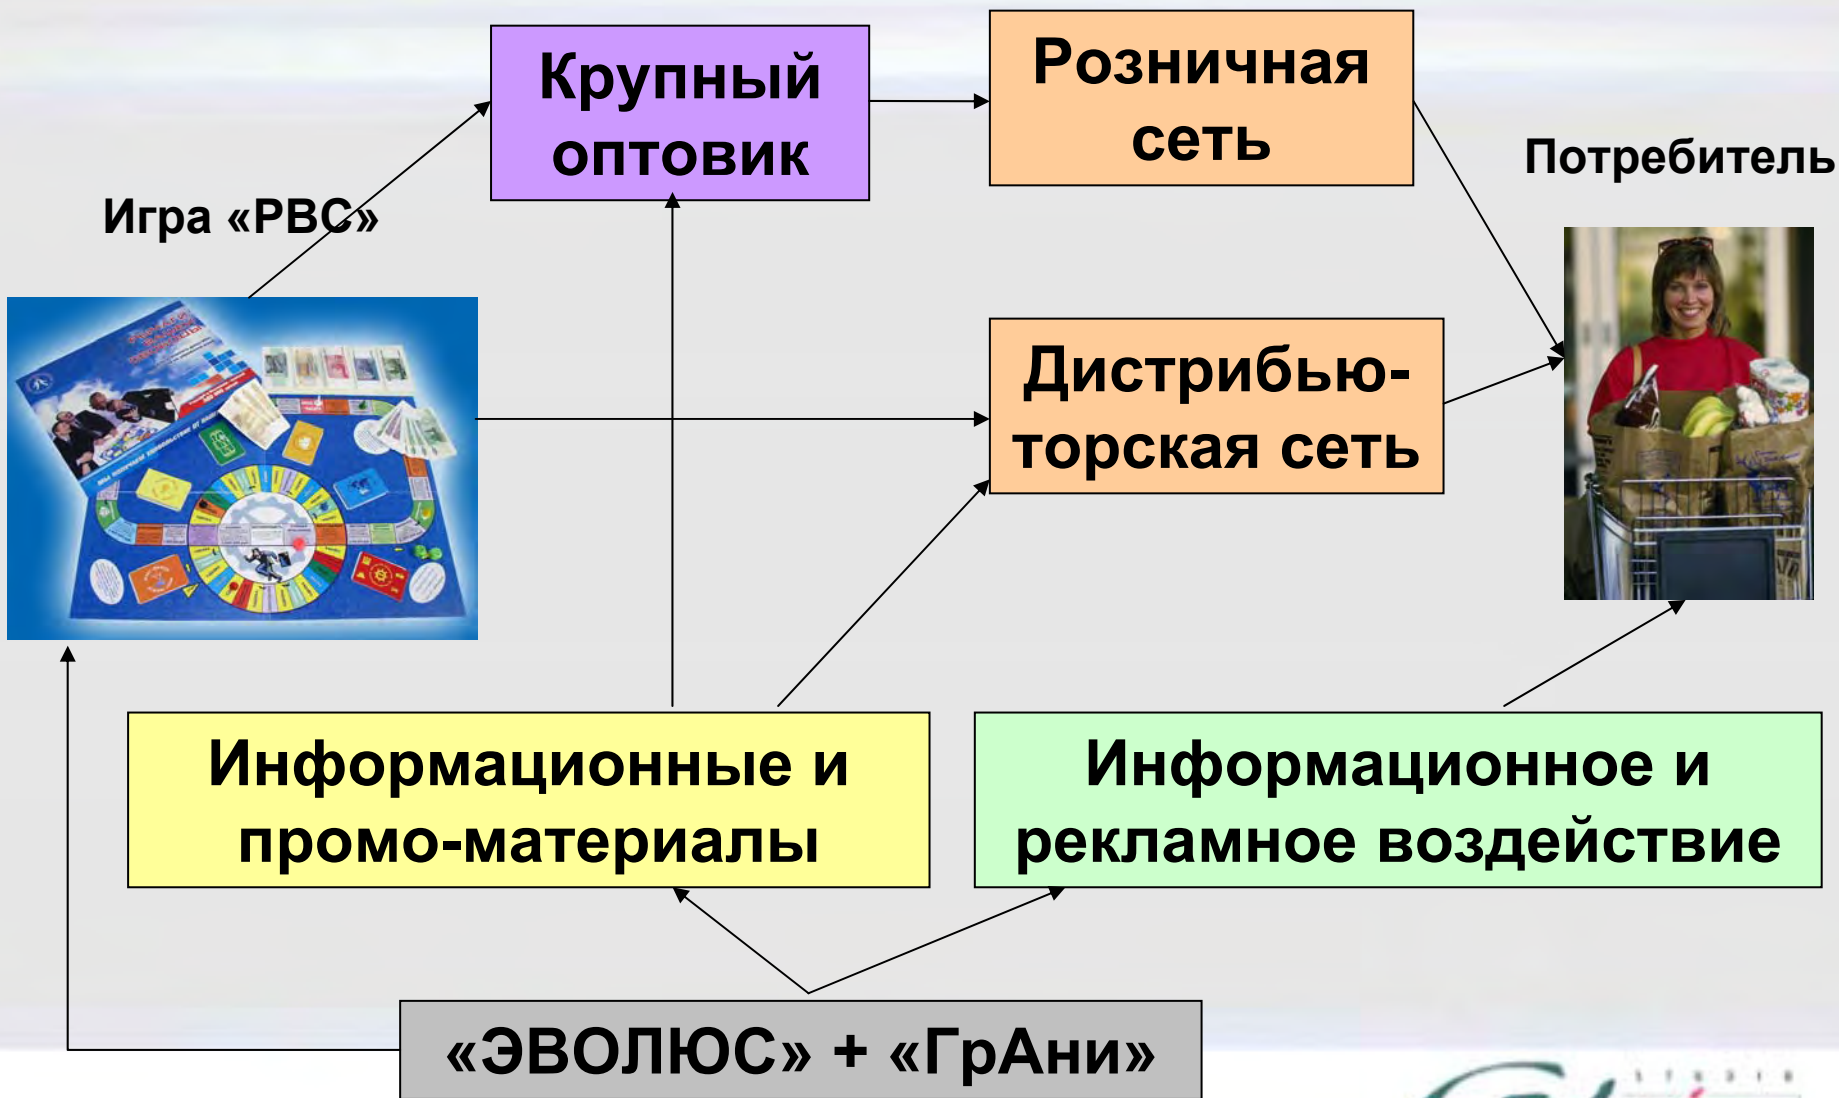 Крупный
оптовик
Розничная
сеть
Потребитель
Игра «РВС»
Дистрибью-
торская сеть
Информационные и
промо-материалы
Информационное и
рекламное воздействие
«ЭВОЛЮС» + «ГрАни»